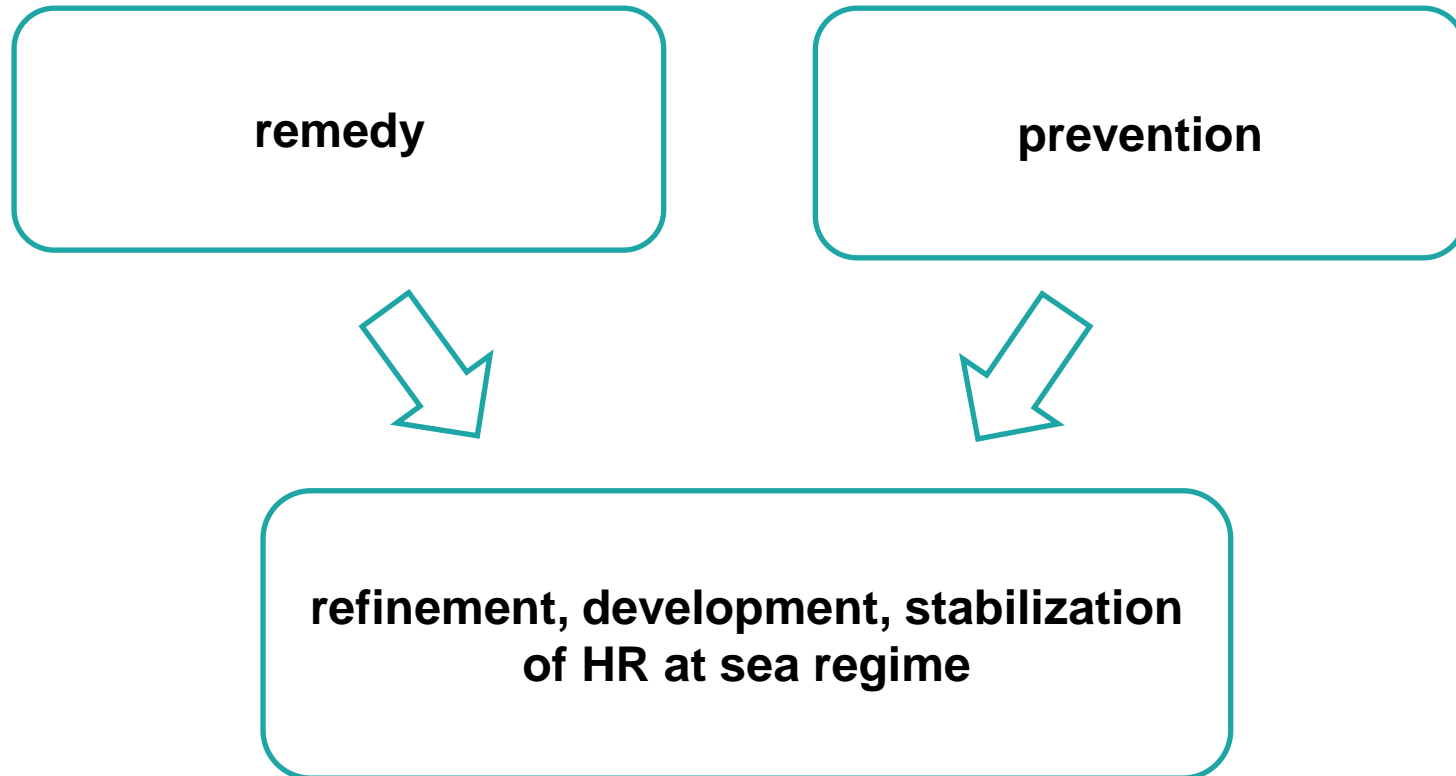 remedy
prevention
refinement, development, stabilization
of HR at sea regime